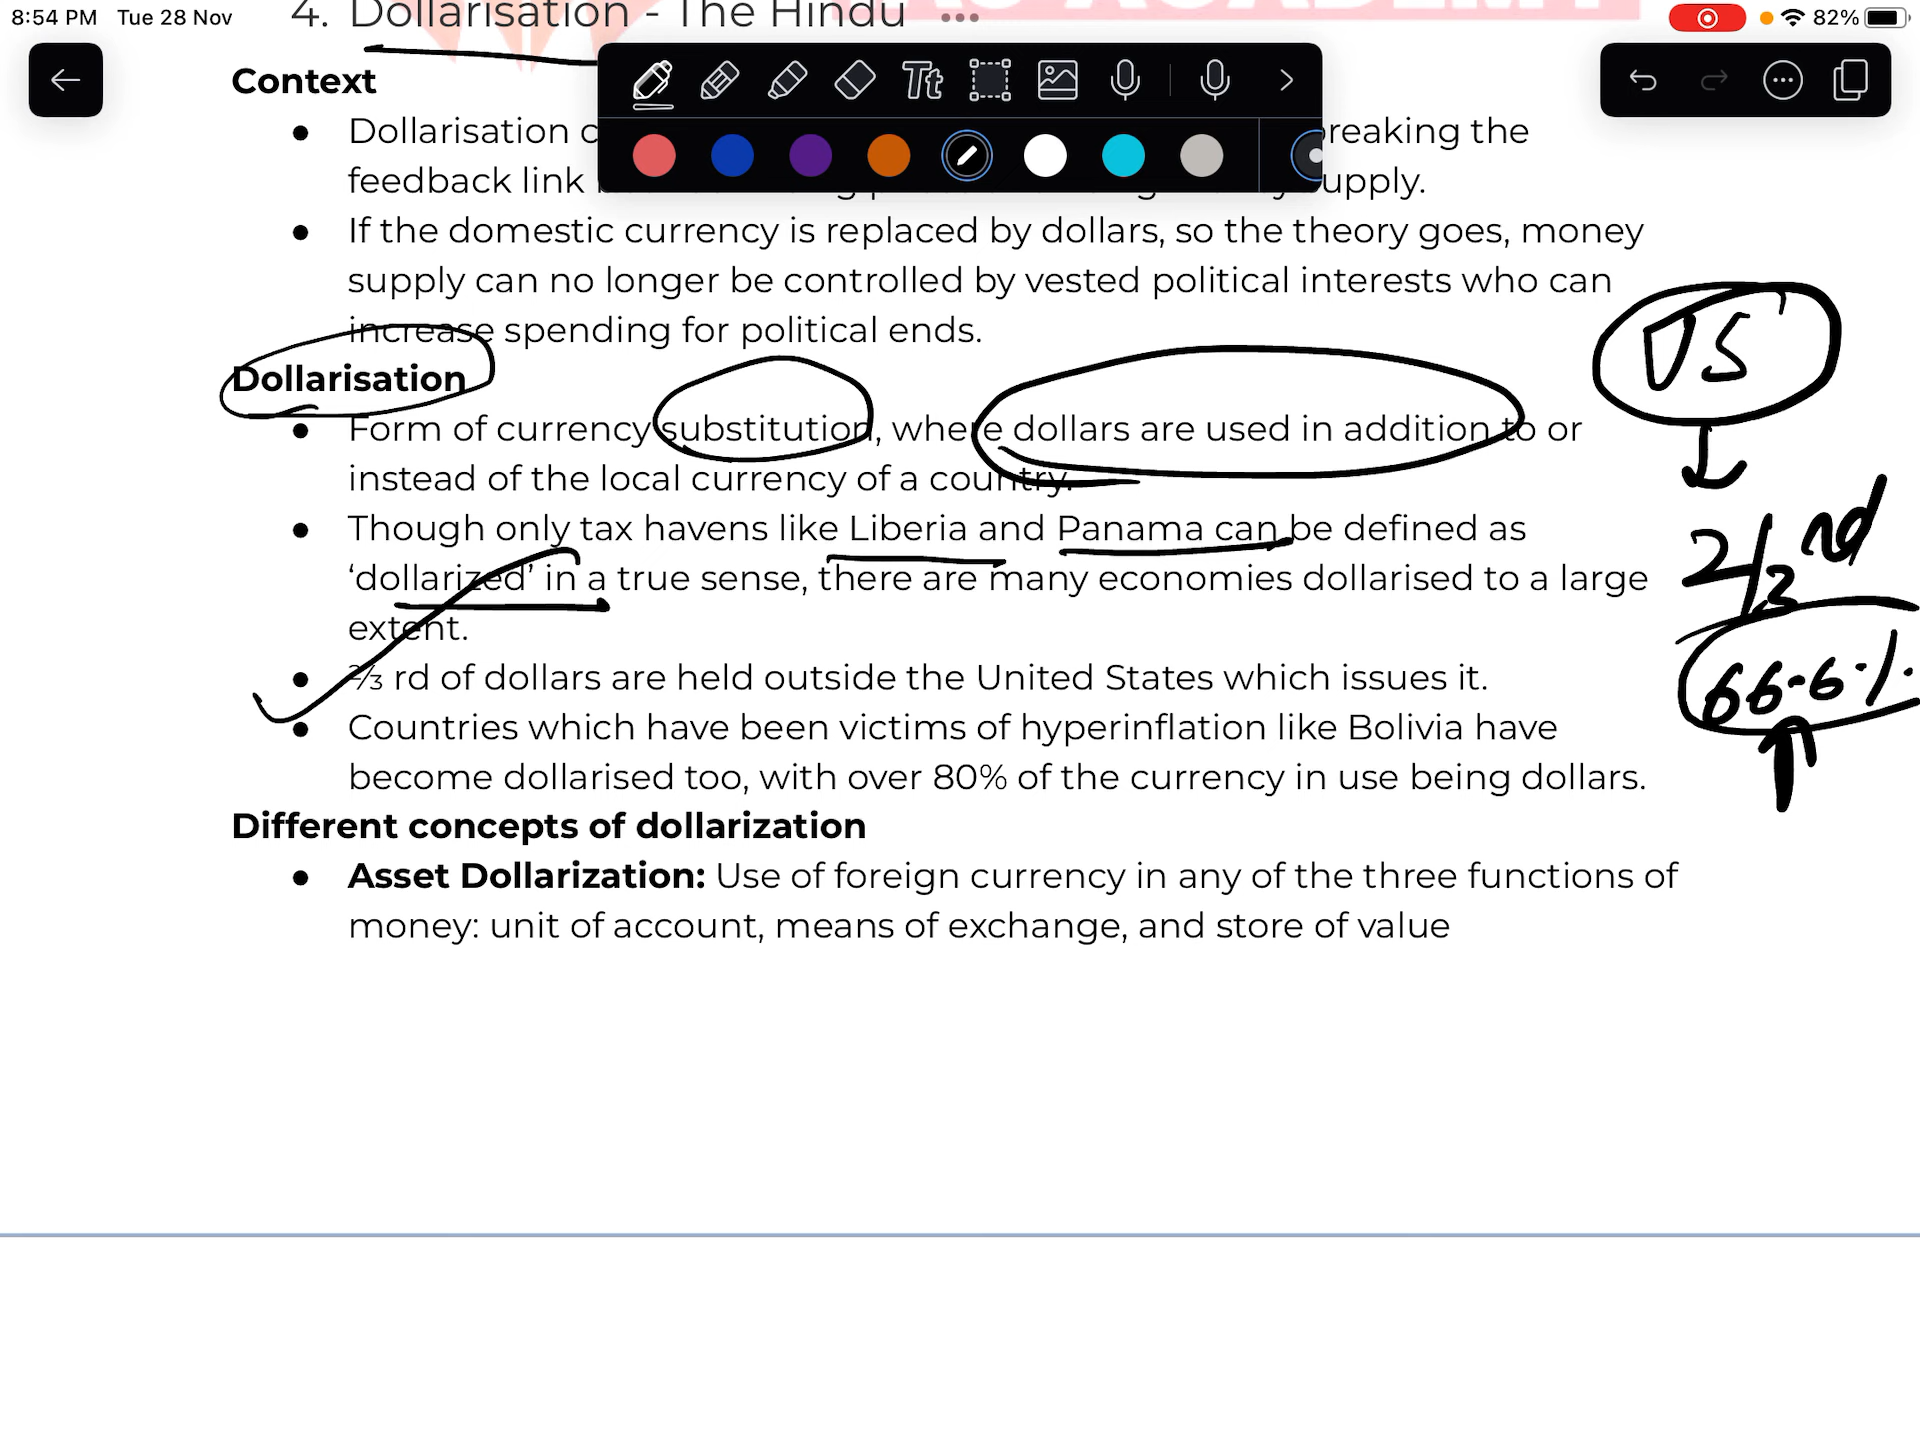 8:54 PM Tue 28 Nov
82%
4. Dollarisation - The Hindu
Context
Tt
● Dollarisation c reaking the
feedback link upply.
● If the domestic currency is replaced by dollars, so the theory goes, money
supply can no longer be controlled by vested political interests who can
increase spending for political ends.
US
Dollarisation
● Form of currency substitution, where dollars are used in addition to or
instead of the local currency of a country.
● Though only tax havens like Liberia and Panama can be defined as
‘dollarized’ in a true sense, there are many economies dollarised to a large
extent.
2/3 rd
● ⅔ rd of dollars are held outside the United States which issues it.
66.6%
● Countries which have been victims of hyperinflation like Bolivia have
become dollarised too, with over 80% of the currency in use being dollars.
Different concepts of dollarization
● Asset Dollarization: Use of foreign currency in any of the three functions of
money: unit of account, means of exchange, and store of value